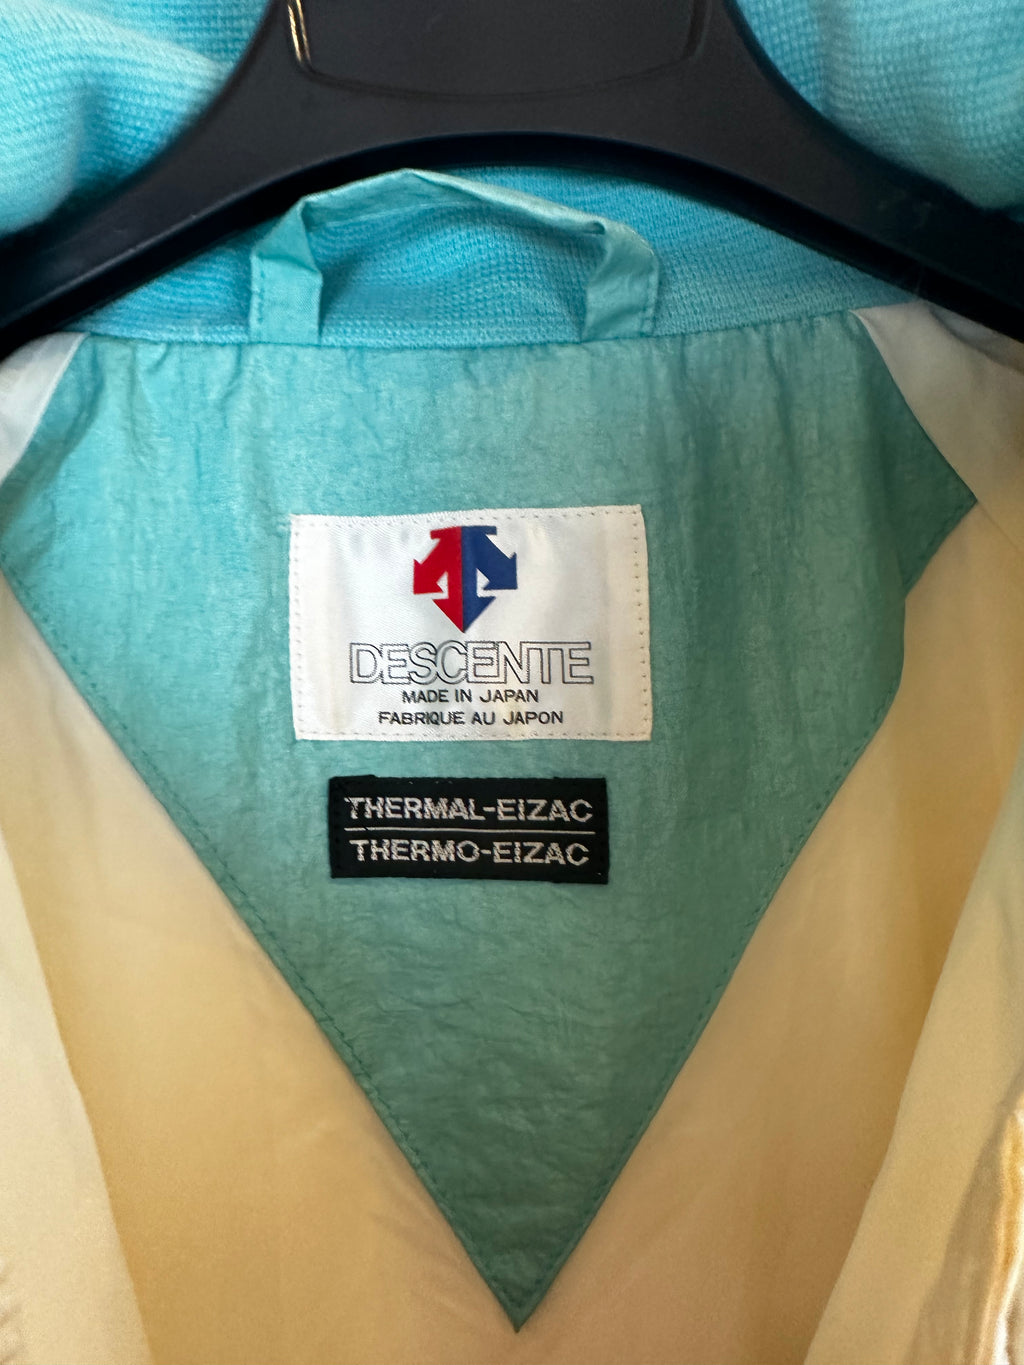 DESCENTE
MADE IN JAPAN
FABRIQUE AU JAPON
THERMAL-EIZAC
THERMO-EIZAC